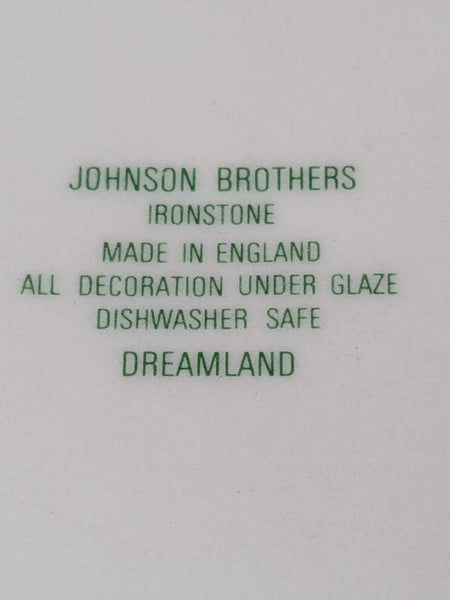 JOHNSON BROTHERS
IRONSTONE
MADE IN ENGLAND
ALL DECORATION UNDER GLAZE
DISHWASHER SAFE
DREAMLAND